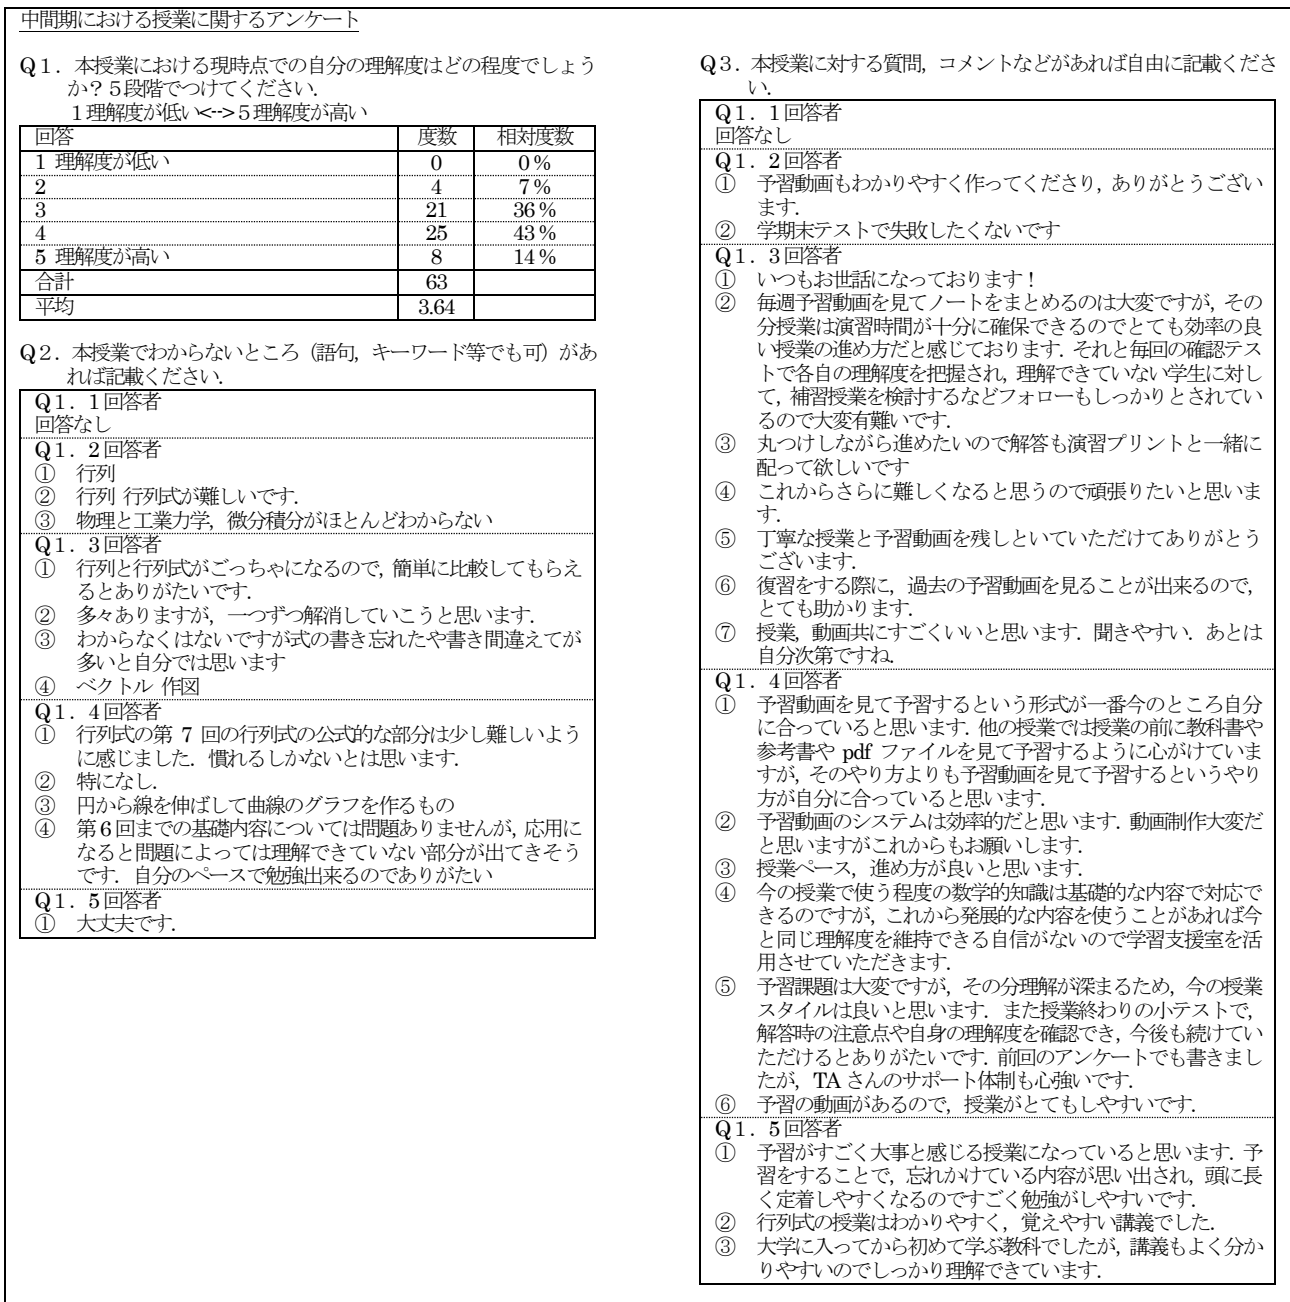 中間期における授業に関するアンケート
Q1．本授業における現時点での自分の理解度はどの程度でしょう
か？5段階でつけてください．
1理解度が低い<-->5理解度が高い
回答 度数 相対度数
1 理解度が低い 0 0%
2 4 7%
3 21 36%
4 25 43%
5 理解度が高い 8 14%
合計 63
平均 3.64
Q2．本授業でわからないところ（語句，キーワード等でも可）があ
れば記載ください．
Q1．1回答者
回答なし
Q1．2回答者
① 行列
② 行列 行列式が難しいです．
③ 物理と工業力学，微分積分がほとんどわからない
Q1．3回答者
① 行列と行列式がごっちゃになるので，簡単に比較してもらえ
るとありがたいです．
② 多々ありますが，一つずつ解消していこうと思います．
③ わからなくはないですが式の書き忘れたや書き間違えてが
多いと自分では思います
④ ベクトル 作図
Q1．4回答者
① 行列式の第 7 回の行列式の公式的な部分は少し難しいよう
に感じました．慣れるしかないとは思います．
② 特になし．
③ 円から線を伸ばして曲線のグラフを作るもの
④ 第6回までの基礎内容については問題ありませんが，応用に
なると問題によっては理解できていない部分が出てきそう
です．自分のペースで勉強出来るのでありがたい
Q1．5回答者
① 大丈夫です．
Q3．本授業に対する質問，コメントなどがあれば自由に記載くださ
い．
Q1．1回答者
回答なし
Q1．2回答者
① 予習動画もわかりやすく作ってくださり，ありがとうござい
ます．
② 学期末テストで失敗したくないです
Q1．3回答者
① いつもお世話になっております！
② 毎週予習動画を見てノートをまとめるのは大変ですが，その
分授業は演習時間が十分に確保できるのでとても効率の良
い授業の進め方だと感じております．それと毎回の確認テス
トで各自の理解度を把握され，理解できていない学生に対し
て，補習授業を検討するなどフォローもしっかりとされてい
るので大変有難いです．
③ 丸つけしながら進めたいので解答も演習プリントと一緒に
配って欲しいです
④ これからさらに難しくなると思うので頑張りたいと思いま
す．
⑤ 丁寧な授業と予習動画を残しといていただけてありがとう
ございます．
⑥ 復習をする際に，過去の予習動画を見ることが出来るので，
とても助かります．
⑦ 授業，動画共にすごくいいと思います．聞きやすい．あとは
自分次第ですね．
Q1．4回答者
① 予習動画を見て予習するという形式が一番今のところ自分
に合っていると思います．他の授業では授業の前に教科書や
参考書や pdf ファイルを見て予習するように心がけていま
すが，そのやり方よりも予習動画を見て予習するというやり
方が自分に合っていると思います．
② 予習動画のシステムは効率的だと思います．動画制作大変だ
と思いますがこれからもお願いします．
③ 授業ペース，進め方が良いと思います．
④ 今の授業で使う程度の数学的知識は基礎的な内容で対応で
きるのですが，これから発展的な内容を使うことがあれば今
と同じ理解度を維持できる自信がないので学習支援室を活
用させていただきます．
⑤ 予習課題は大変ですが，その分理解が深まるため，今の授業
スタイルは良いと思います．また授業終わりの小テストで，
解答時の注意点や自身の理解度を確認でき，今後も続けてい
ただけるとありがたいです．前回のアンケートでも書きまし
たが，TA さんのサポート体制も心強いです．
⑥ 予習の動画があるので，授業がとてもしやすいです．
Q1．5回答者
① 予習がすごく大事と感じる授業になっていると思います．予
習をすることで，忘れかけている内容が思い出され，頭に長
く定着しやすくなるのですごく勉強がしやすいです．
② 行列式の授業はわかりやすく，覚えやすい講義でした．
③ 大学に入ってから初めて学ぶ教科でしたが，講義もよく分か
りやすいのでしっかり理解できています．